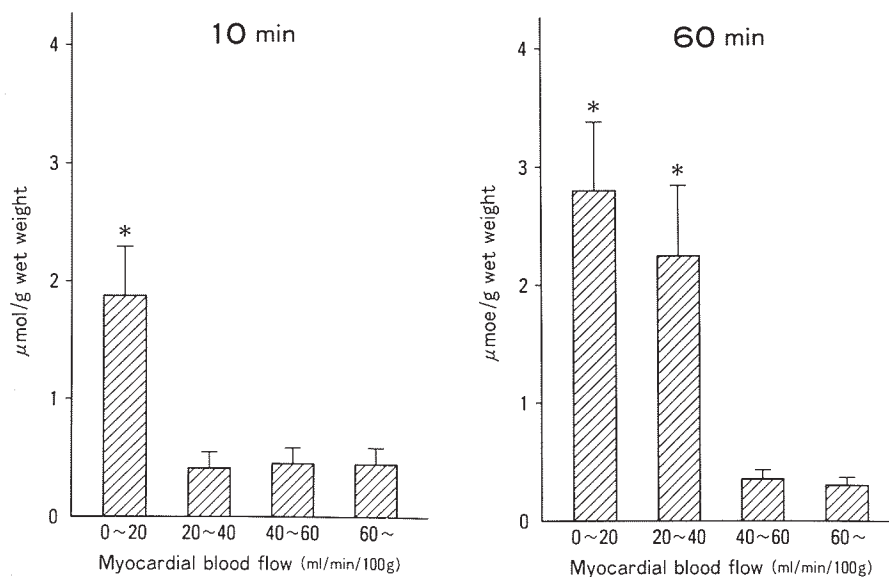 10 min
4
3
2
1
0
μmol/g wet weight
*
0~20 20~40 40~60 60~
Myocardial blood flow (ml/min/100g)
60 min
4
3
2
1
0
μmoe/g wet weight
*
*
0~20 20~40 40~60 60~
Myocardial blood flow (ml/min/100g)